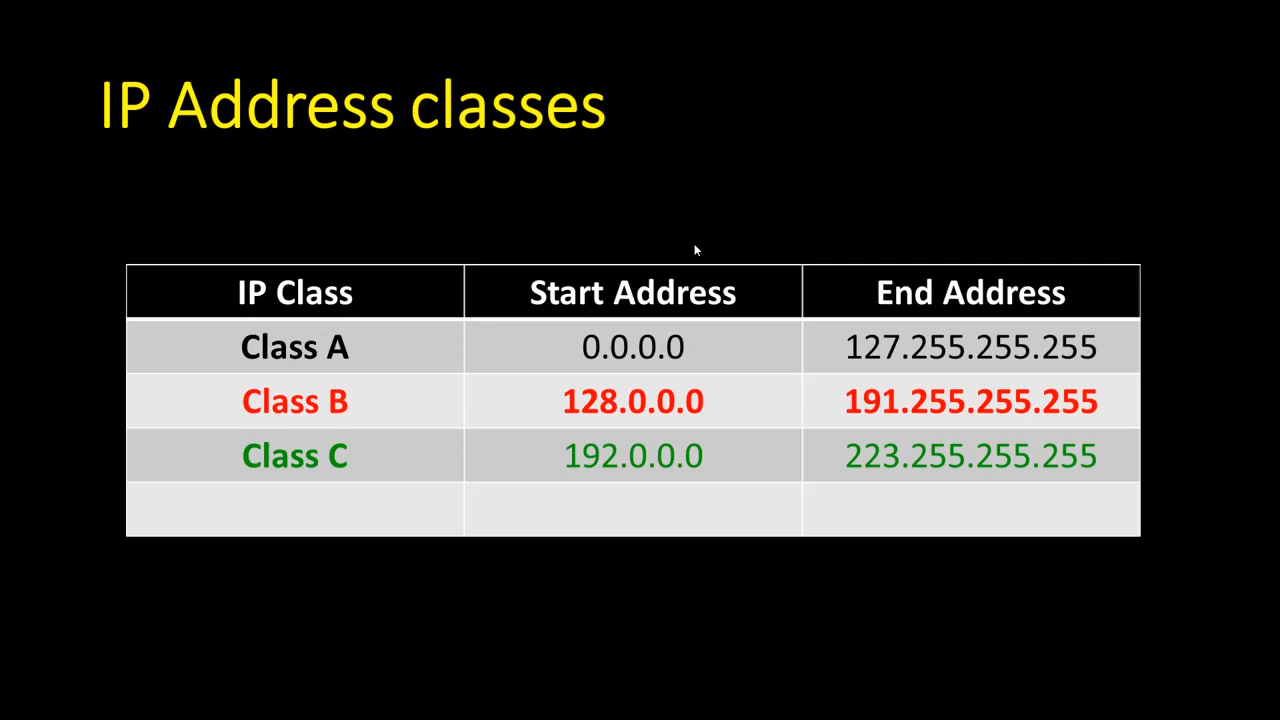 IP Address classes
IP Class Start Address End Address
Class A 0.0.0.0 127.255.255.255
Class B 128.0.0.0 191.255.255.255
Class C 192.0.0.0 223.255.255.255